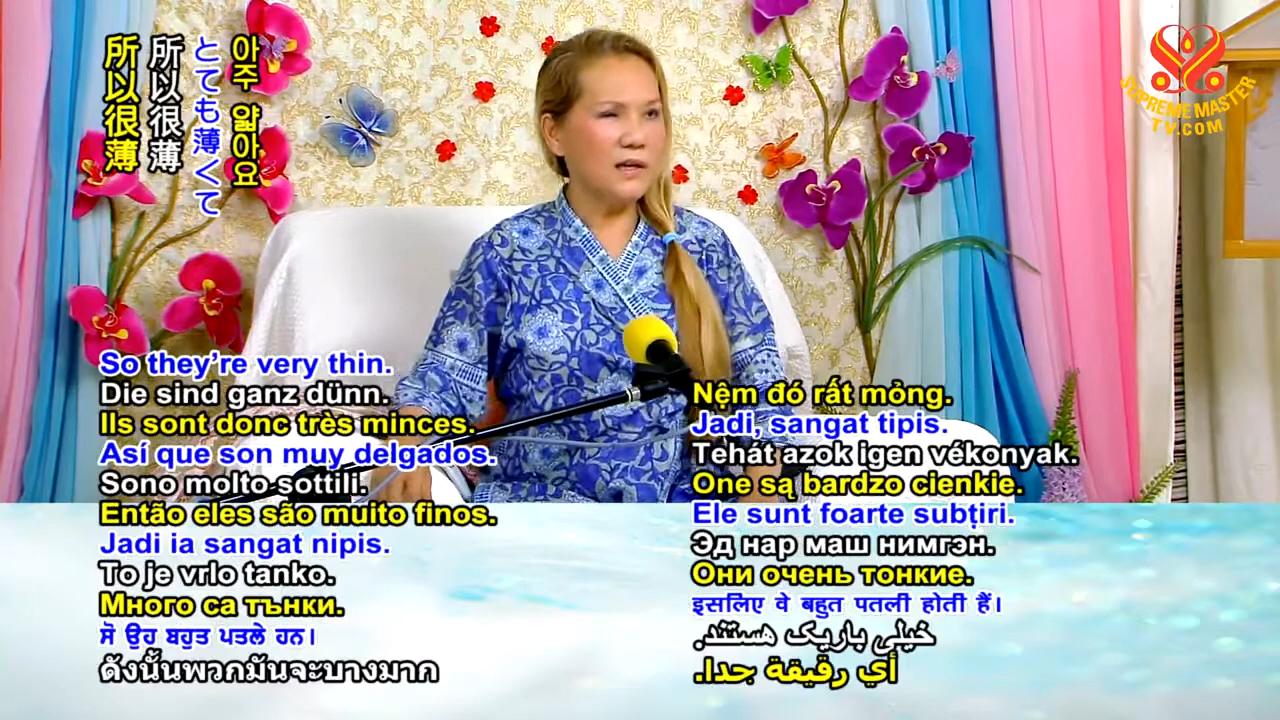 所以很薄
所以很薄
とても薄くて
아주 얇아요
SUPREME MASTER
TV.COM
So they're very thin.
Die sind ganz dünn.
Ils sont donc très minces.
Así que son muy delgados.
Sono molto sottili.
Então eles são muito finos.
Jadi ia sangat nipis.
To je vrlo tanko.
Много са тънки.
ਸੋ ਉਹ ਬਹੁਤ ਪਤਲੇ ਹਨ।
ดังนั้นพวกมันจะบางมาก
Nệm đó rất mỏng.
Jadi, sangat tipis.
Tehát azok igen vékonyak.
One są bardzo cienkie.
Ele sunt foarte subțiri.
Эд нар маш нимгэн.
Они очень тонкие.
इसलिए वे बहुत पतली होती हैं।
خیلی باریک هستند.
أي رقيقة جدا.